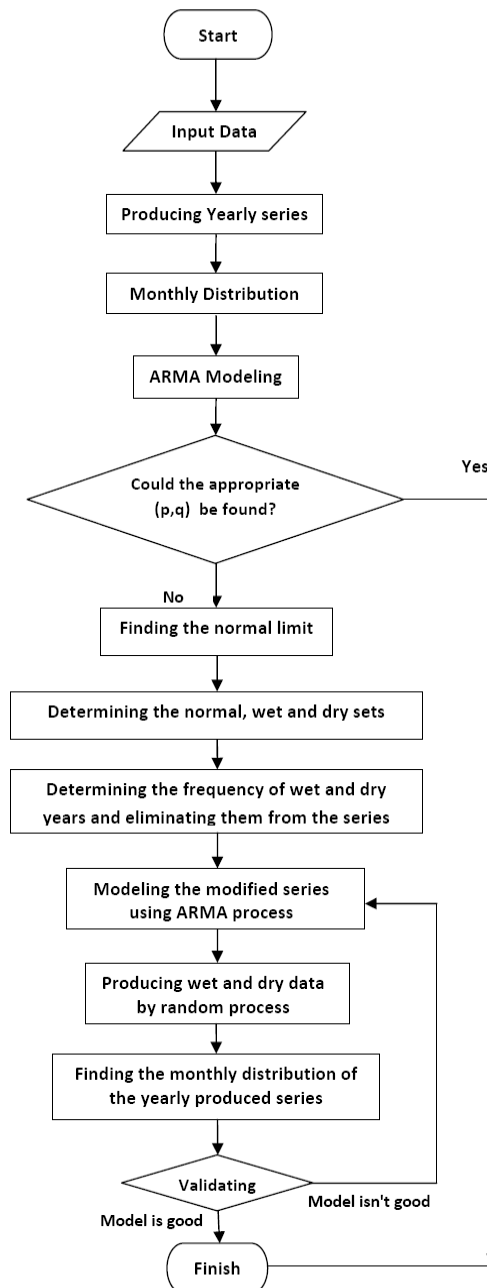 Start
Input Data
Producing Yearly series
Monthly Distribution
ARMA Modeling
Could the appropriate
(p,q) be found?
Yes
No
Finding the normal limit
Determining the normal, wet and dry sets
Determining the frequency of wet and dry
years and eliminating them from the series
Modeling the modified series
using ARMA process
Producing wet and dry data
by random process
Finding the monthly distribution of
the yearly produced series
Validating
Model isn't good
Model is good
Finish